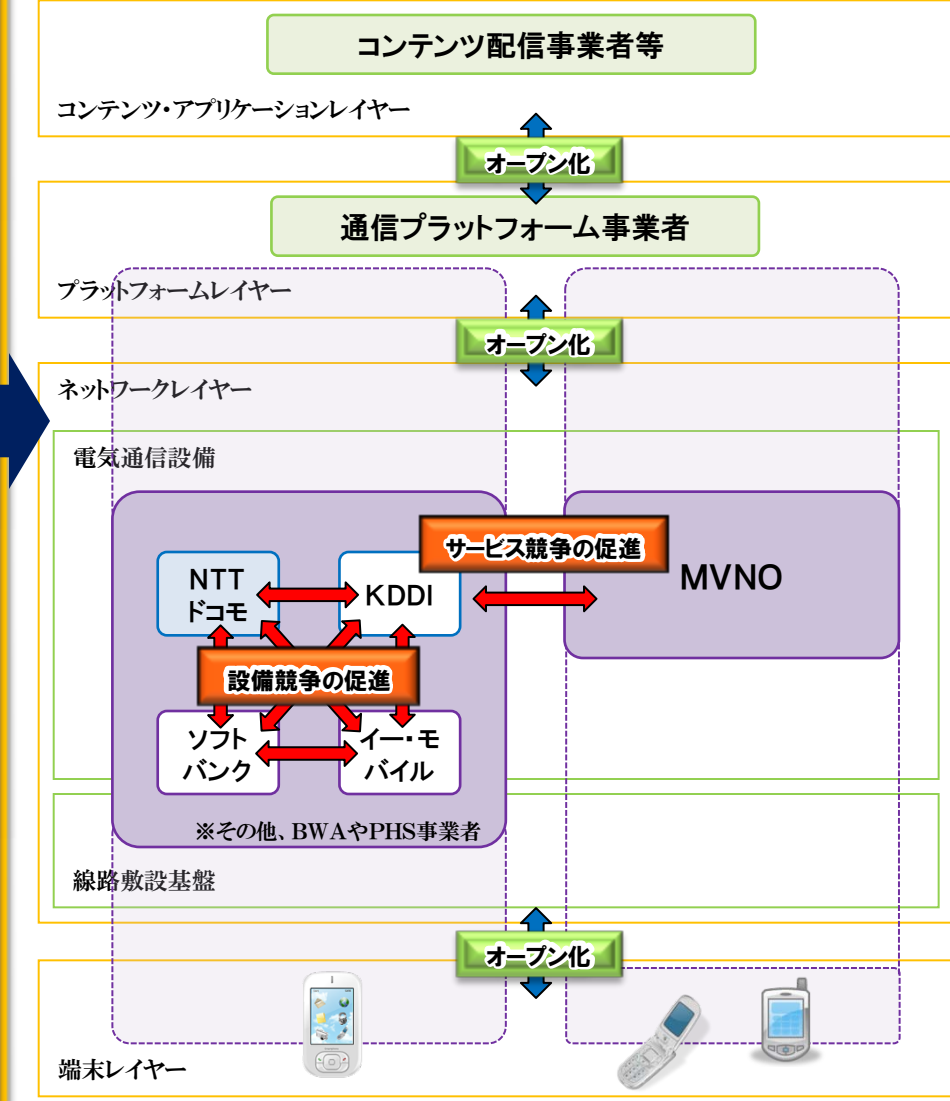 コンテンツ配信事業者等
コンテンツ・アプリケーションレイヤー
オープン化
通信プラットフォーム事業者
プラットフォームレイヤー
オープン化
ネットワークレイヤー
電気通信設備
サービス競争の促進
NTT
ドコモ
KDDI
MVNO
設備競争の促進
ソフト
バンク
イー・モ
バイル
※その他、BWAやPHS事業者
線路敷設基盤
オープン化
端末レイヤー